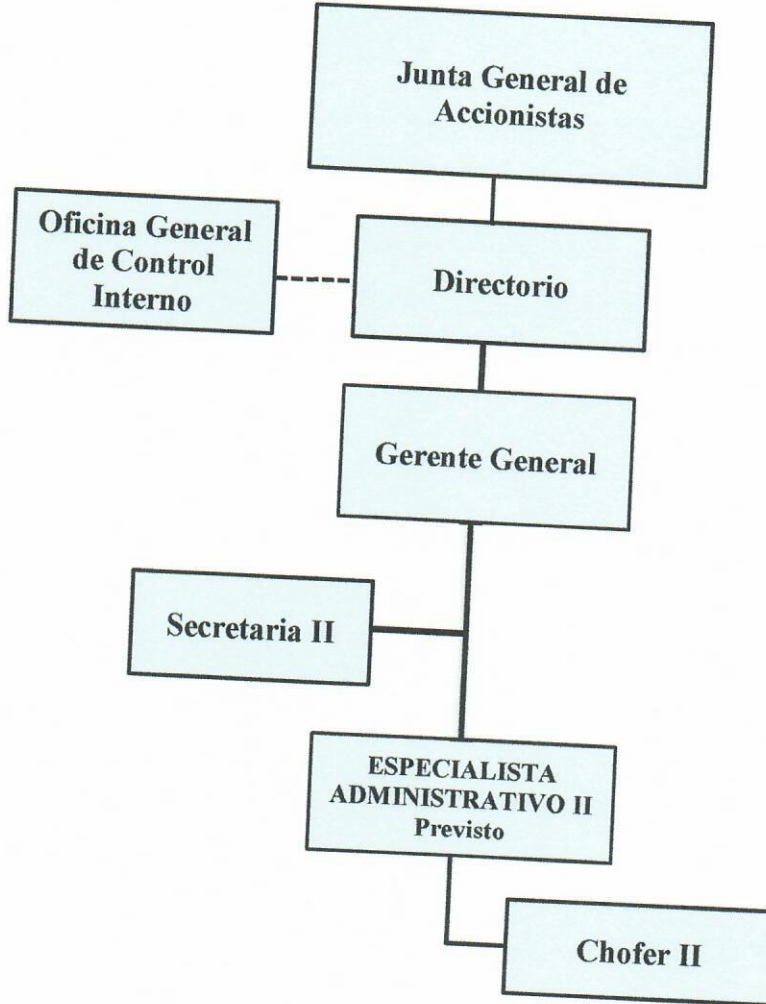 Junta General de
Accionistas
Oficina General
de Control
Interno
Directorio
Gerente General
Secretaria II
ESPECIALISTA
ADMINISTRATIVO II
Previsto
Chofer II